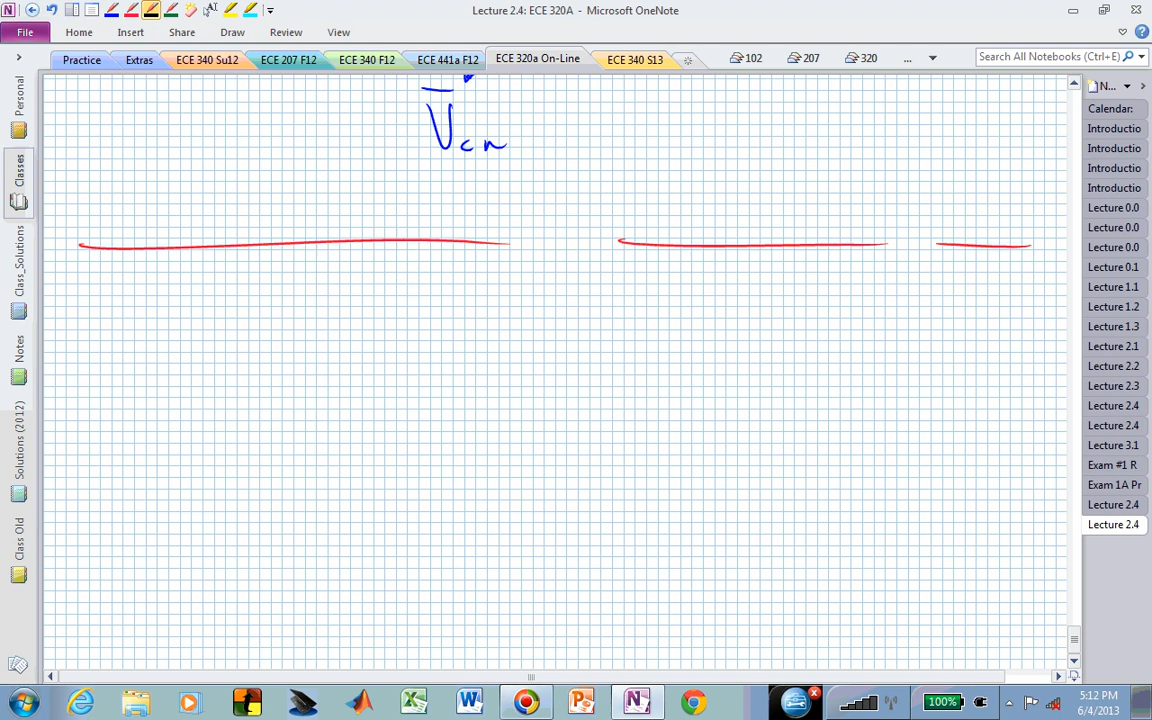 Lecture 2.4: ECE 320A - Microsoft OneNote
File Home Insert Share Draw Review View
Practice Extras ECE 340 Su12 ECE 207 F12 ECE 340 F12 ECE 441a F12 ECE 320a On-Line ECE 340 S13 102 207 320 ... Search All Notebooks (Ctrl+E)
Personal
Classes
Class_Solutions
Notes
Solutions (2012)
Class Old
Vcn
N...
Calendar:
Introductio
Introductio
Introductio
Introductio
Lecture 0.0
Lecture 0.0
Lecture 0.0
Lecture 0.1
Lecture 1.1
Lecture 1.2
Lecture 1.3
Lecture 2.1
Lecture 2.2
Lecture 2.3
Lecture 2.4
Lecture 2.4
Lecture 3.1
Exam #1 R
Exam 1A Pr
Lecture 2.4
Lecture 2.4
100%
5:12 PM
6/4/2013